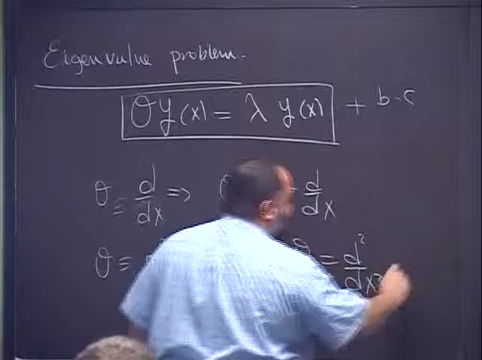 Eigenvalue problem.
O y(x) = λ y(x) + b.c
O ≡ d/dx => d/dx
O ≡ = d²/dx²